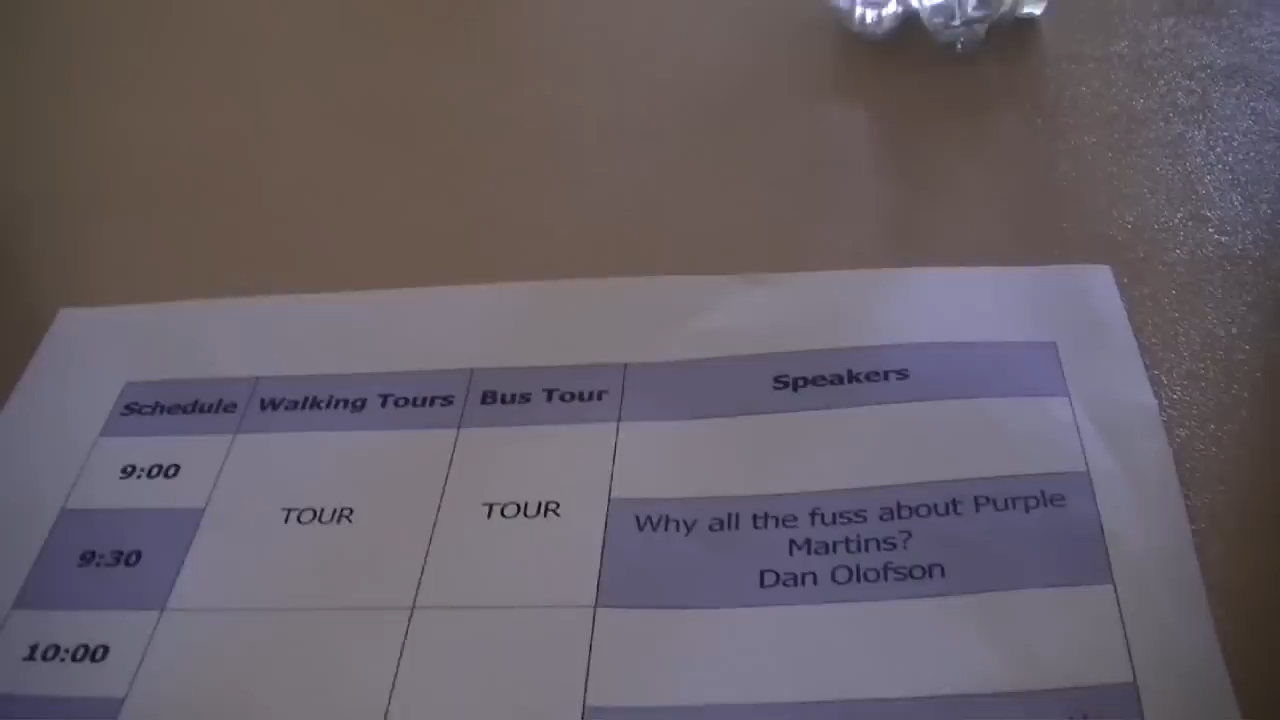 Schedule Walking Tours Bus Tour Speakers
9:00
TOUR TOUR
9:30
Why all the fuss about Purple
Martins?
Dan Olofson
10:00